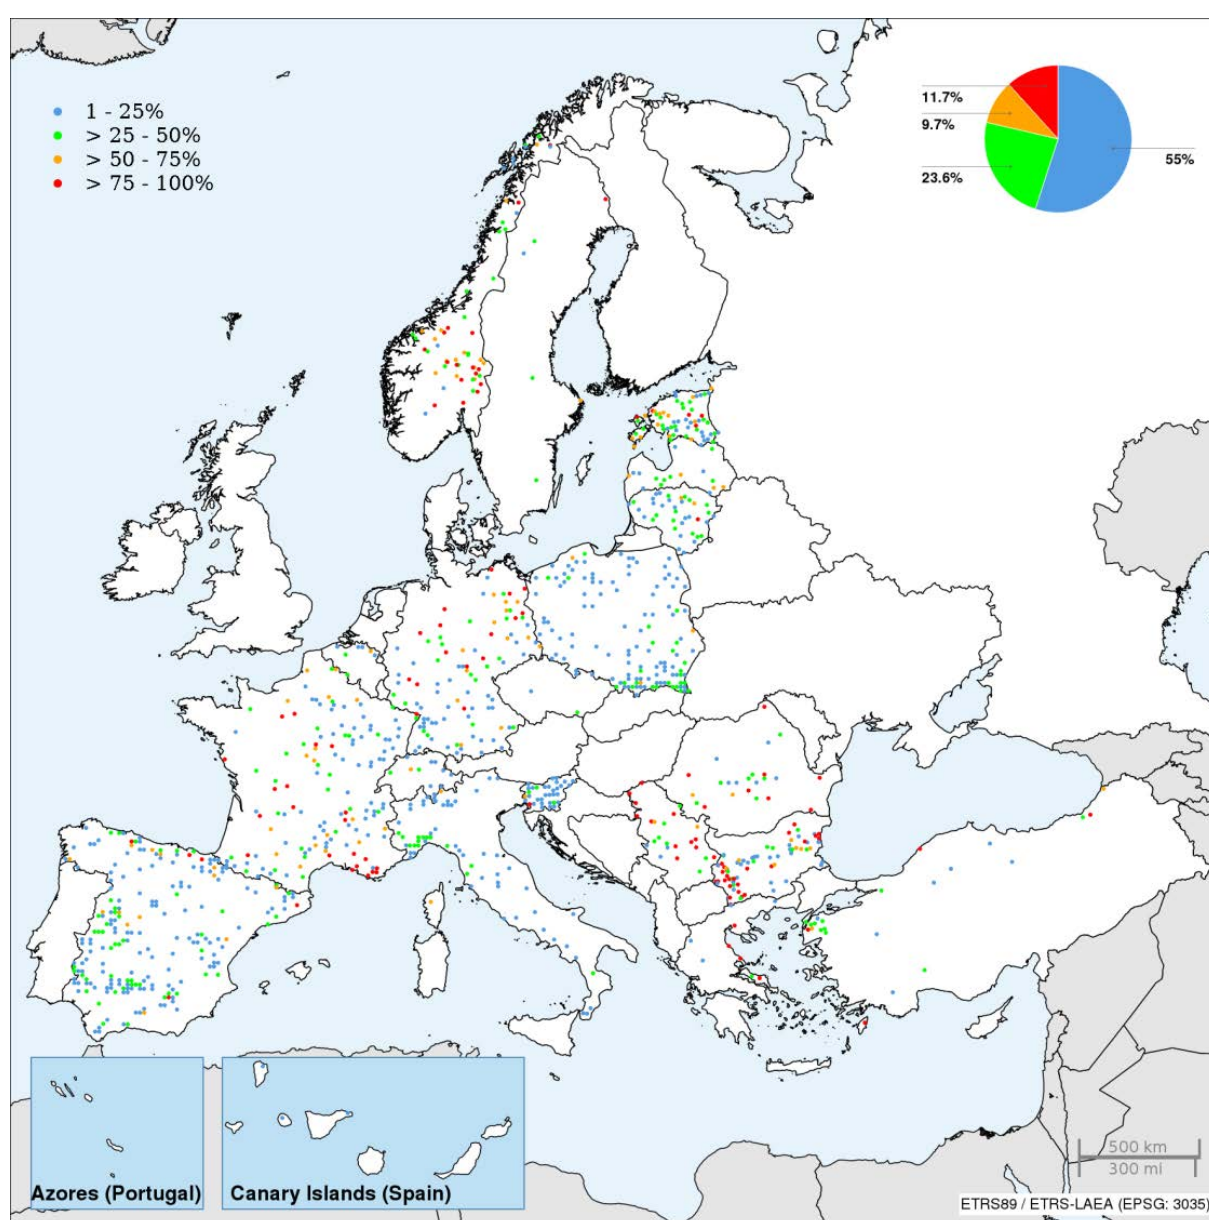 1 - 25%
> 25 - 50%
> 50 - 75%
> 75 - 100%
11.7%
9.7%
23.6%
55%
500 km
300 mi
Azores (Portugal)
Canary Islands (Spain)
ETRS89 / ETRS-LAEA (EPSG: 3035)